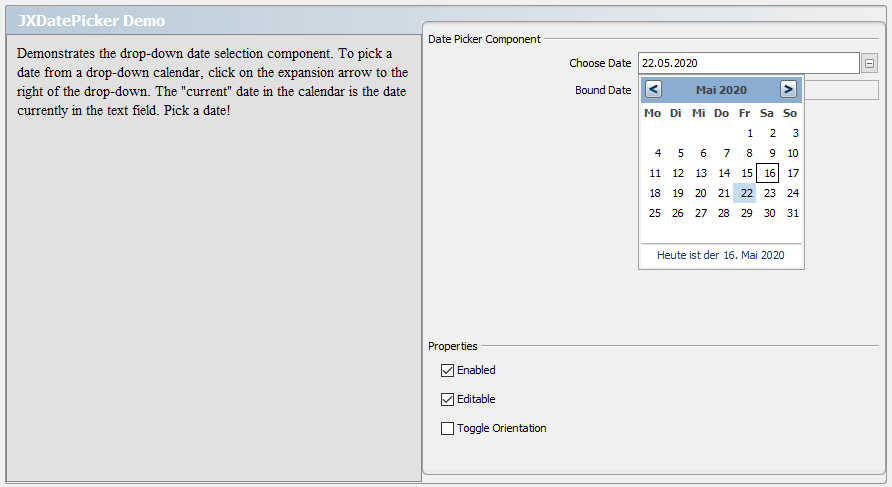 JXDatePicker Demo
Demonstrates the drop-down date selection component. To pick a
date from a drop-down calendar, click on the expansion arrow to the
right of the drop-down. The "current" date in the calendar is the date
currently in the text field. Pick a date!
Date Picker Component
Choose Date 22.05.2020
Bound Date
< Mai 2020 >
Mo Di Mi Do Fr Sa So
1 2 3
4 5 6 7 8 9 10
11 12 13 14 15 16 17
18 19 20 21 22 23 24
25 26 27 28 29 30 31
Heute ist der 16. Mai 2020
Properties
Enabled
Editable
Toggle Orientation